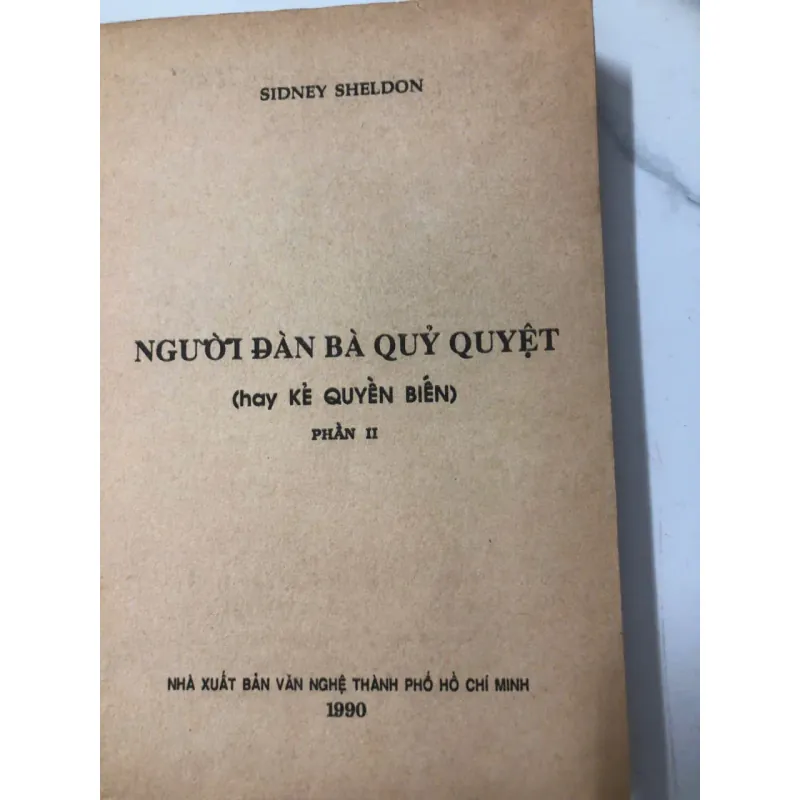 SIDNEY SHELDON
NGƯỜI ĐÀN BÀ QUỶ QUYỆT
(hay KẺ QUYỀN BIẾN)
PHẦN II
NHÀ XUẤT BẢN VĂN NGHỆ THÀNH PHỐ HỒ CHÍ MINH
1990